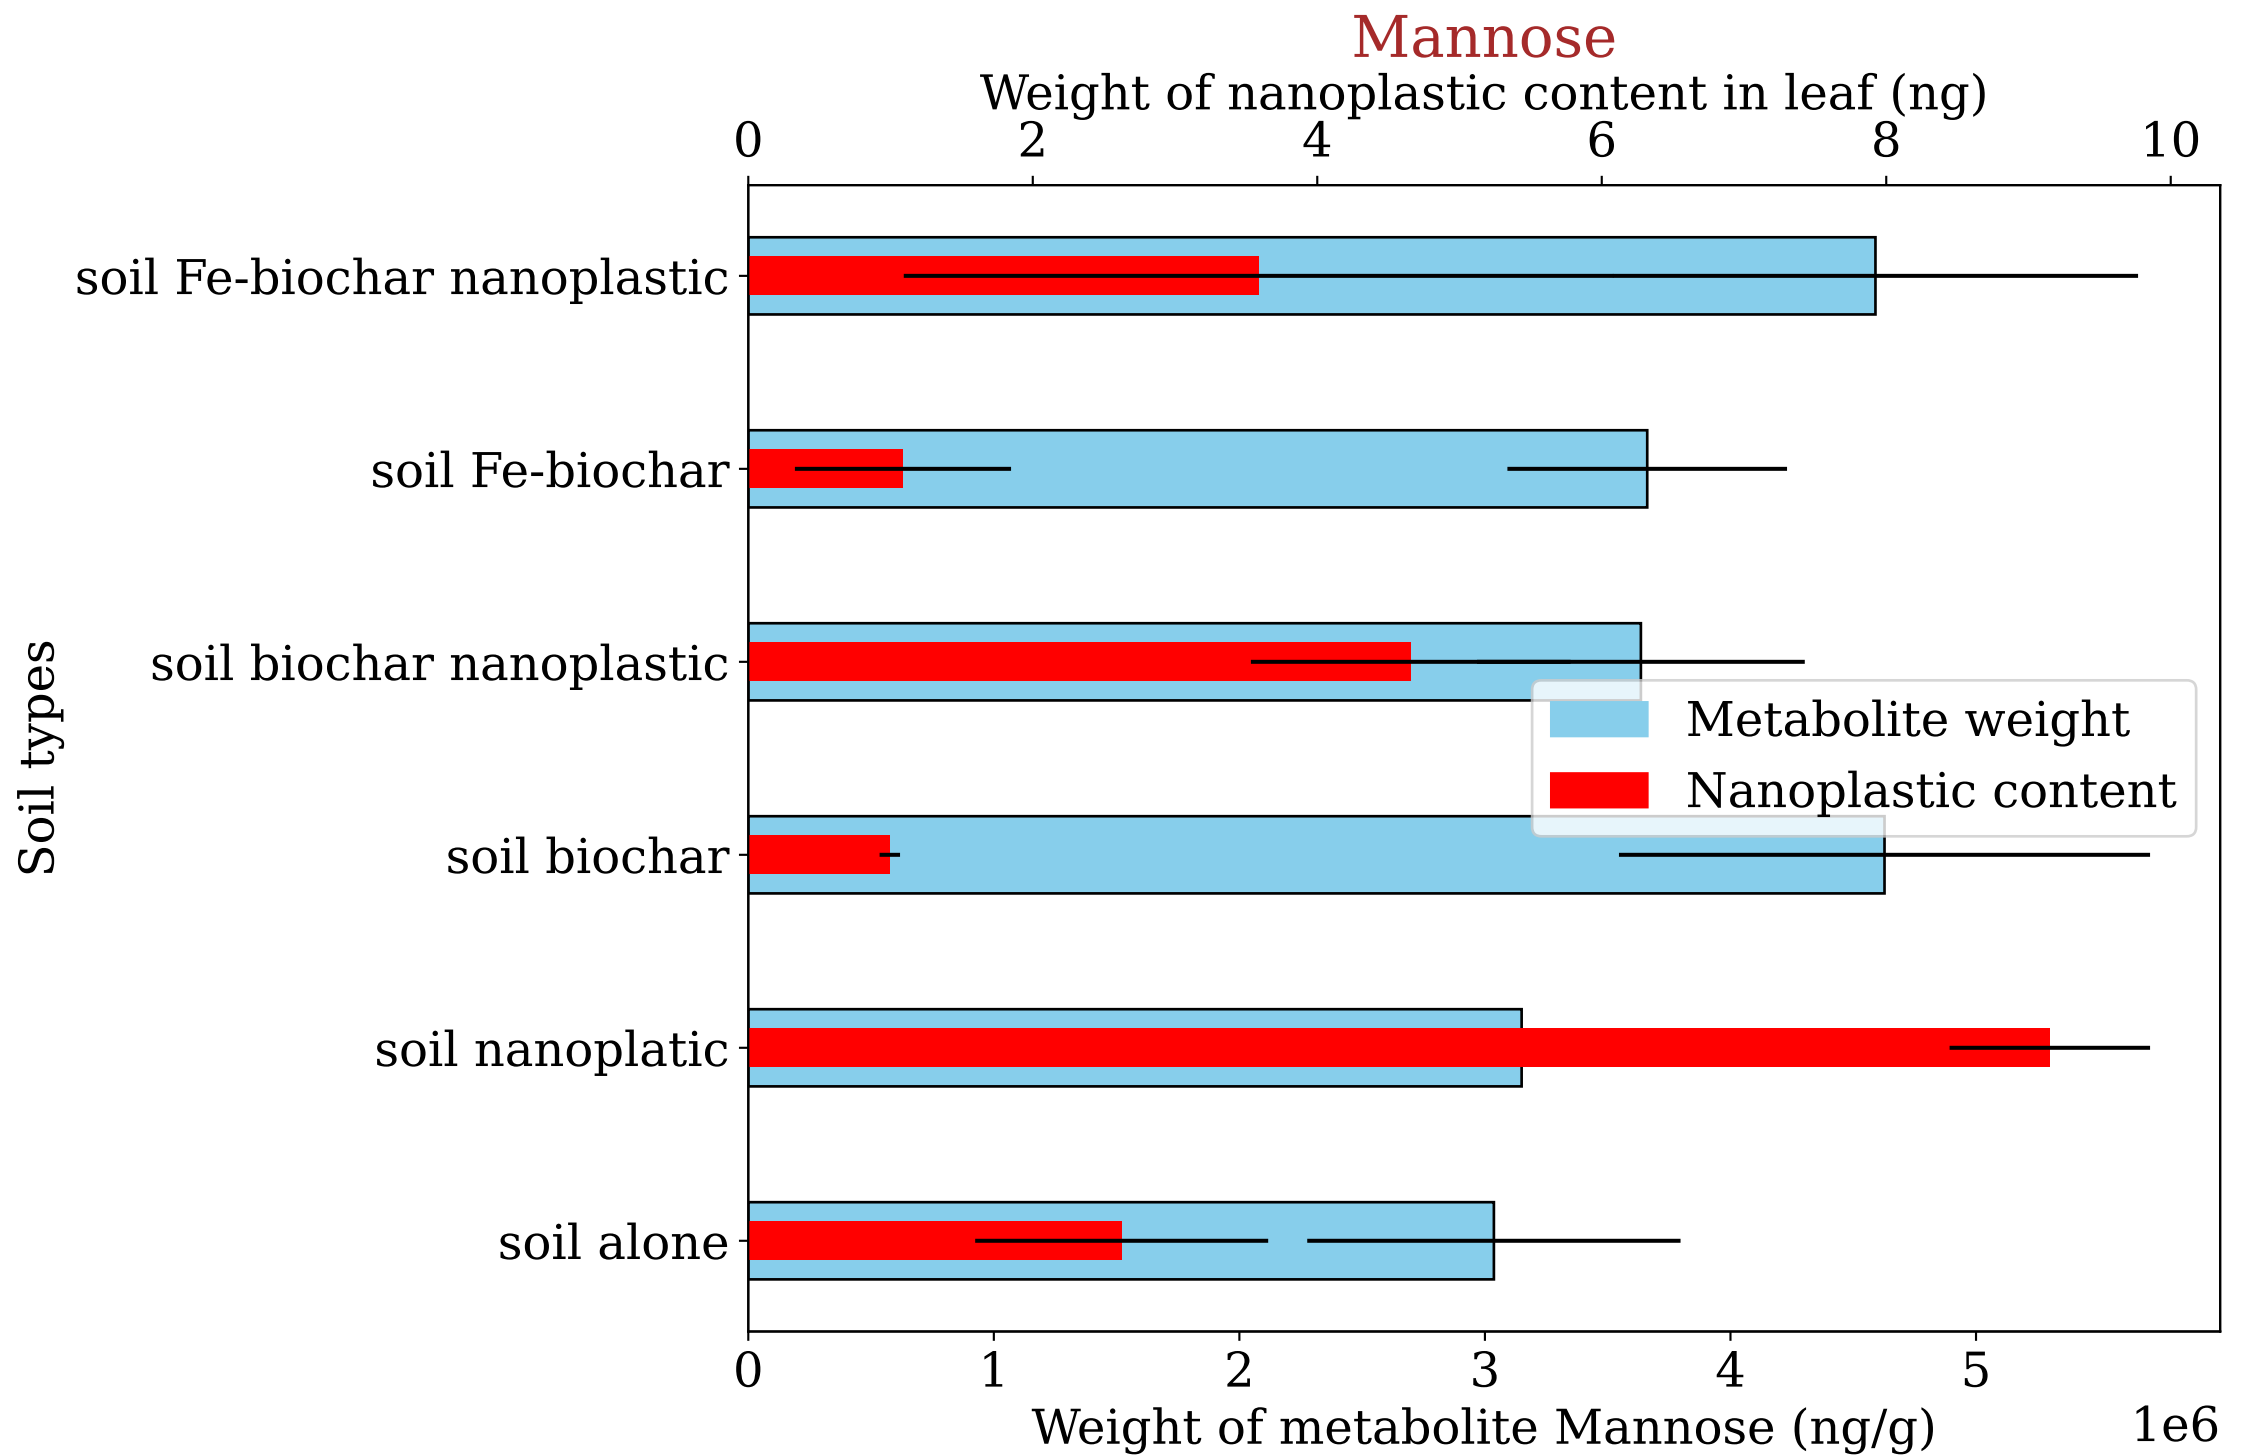 Mannose
Weight of nanoplastic content in leaf (ng)
0 2 4 6 8 10
soil Fe-biochar nanoplastic
soil Fe-biochar
soil biochar nanoplastic
soil biochar
soil nanoplatic
soil alone
Soil types
Metabolite weight
Nanoplastic content
0 1 2 3 4 5
Weight of metabolite Mannose (ng/g)
1e6